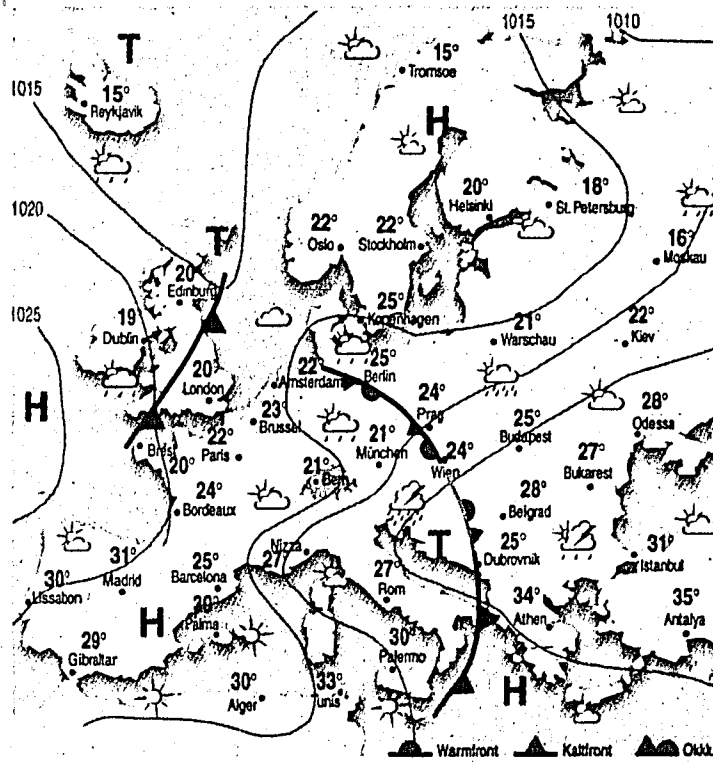 1015
1010
T
15°
Tromsoe
1015
15°
Reykjavik
H
20°
Helsinki
18°
St. Petersburg
1020
T
22°
Oslo
22°
Stockholm
16°
Moskau
20°
Edinburg
1025
25°
Kopenhagen
19
Dublin
21°
Warschau
22°
Kiev
22
Amsterdam
25°
Berlin
20°
London
H
23°
Brussel
24°
Prag
25°
Budapest
28°
Odessa
Brest
20°
22°
Paris
21°
München
24°
Wien
27°
Bukarest
21°
Bern
24°
Bordeaux
28°
Belgrad
Nizza
27°
T
25°
Dubrovnik
31°
Istanbul
30°
Lissabon
31°
Madrid
25°
Barcelona
27°
Rom
34°
Athen
35°
Antalya
H
29°
Palma
29°
Gibraltar
30°
Palermo
30°
Alger
33°
Tunis
H
Warmfront
Kaltfront